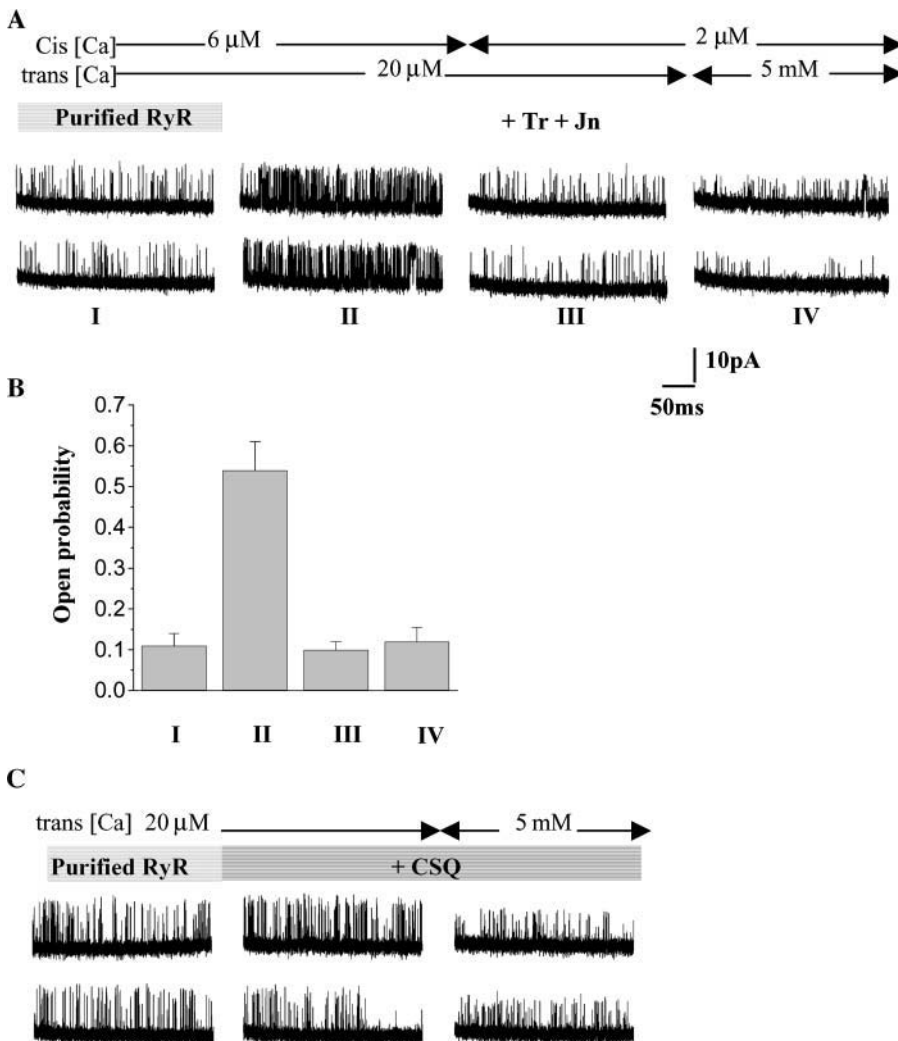 A
Cis [Ca] 6 µM 2 µM
trans [Ca] 20 µM 5 mM
Purified RyR + Tr + Jn
I II III IV
10pA
50ms
B
Open probability
0.7
0.6
0.5
0.4
0.3
0.2
0.1
0.0
I II III IV
C
trans [Ca] 20 µM 5 mM
Purified RyR + CSQ